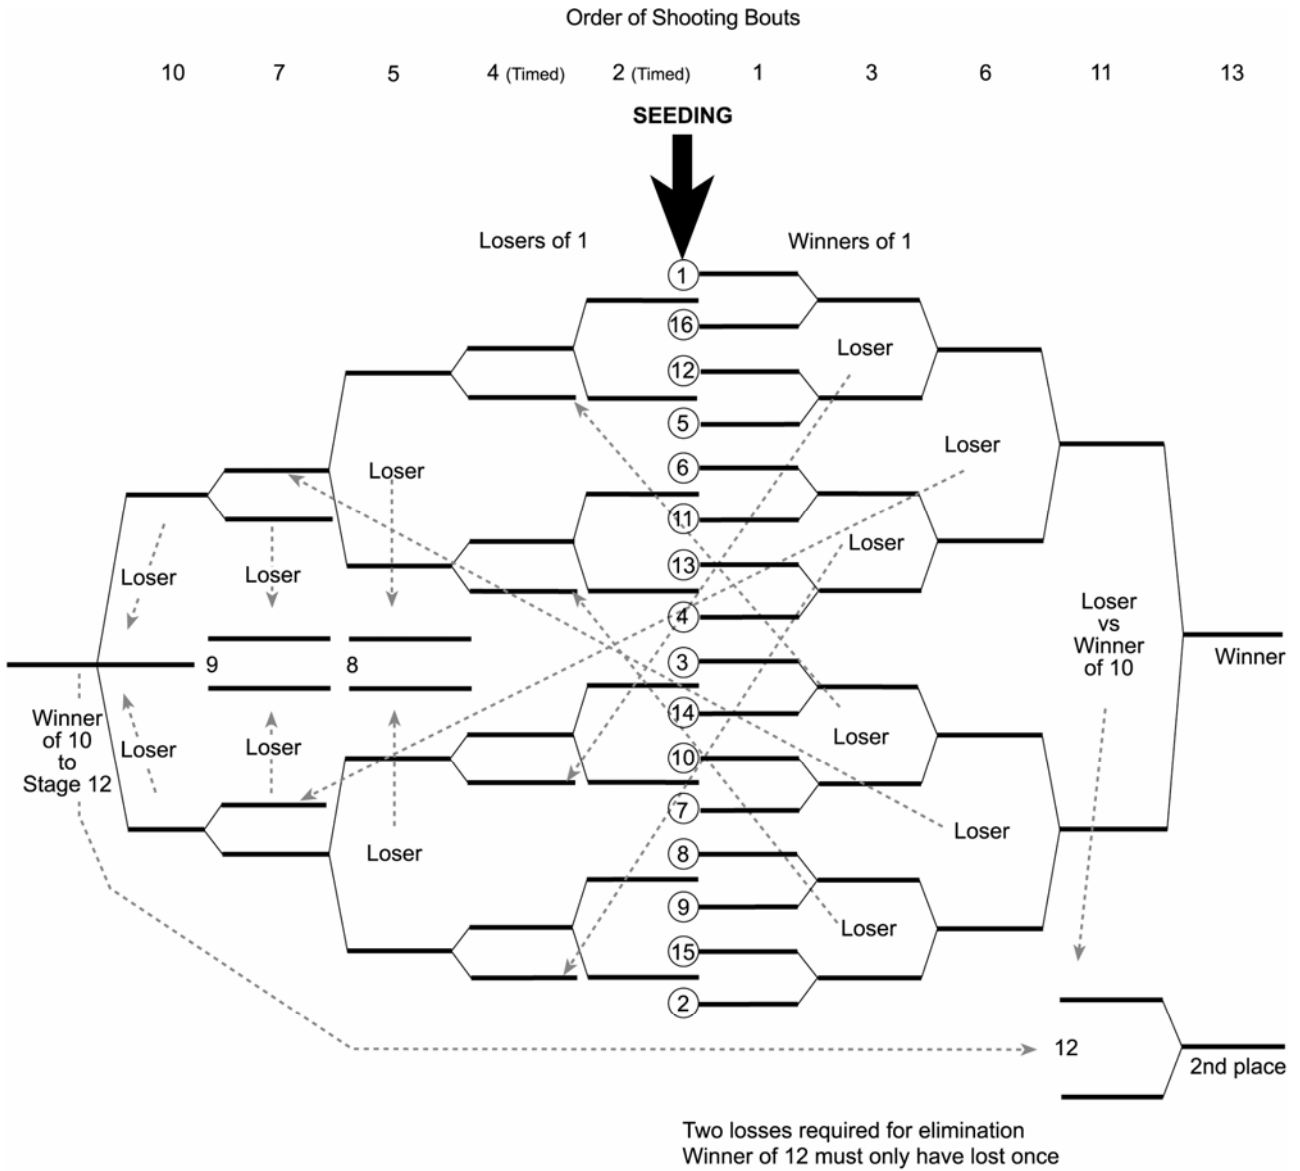 Order of Shooting Bouts
10 7 5 4 (Timed) 2 (Timed) 1 3 6 11 13
SEEDING
Losers of 1 Winners of 1
1
16
Loser
12
5
Loser
Loser
6
11
Loser
13
Loser
Loser
4
Loser
vs
Winner
of 10
3
9
8
Winner
Winner
of 10
to
Stage 12
14
Loser
Loser
Loser
10
7
Loser
8
Loser
9
Loser
15
2
12
2nd place
Two losses required for elimination
Winner of 12 must only have lost once